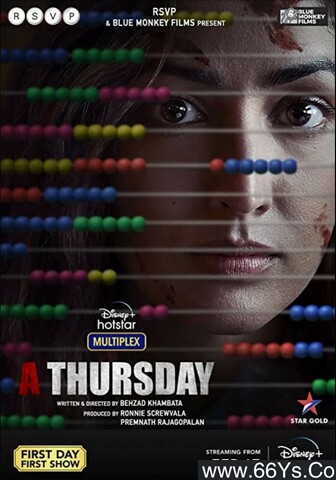 RSVP
RSVP
& BLUE MONKEY FILMS PRESENT
BLUE
MONKEY
FILMS
Disney+
hotstar
MULTIPLEX
A THURSDAY
WRITTEN & DIRECTED BY BEHZAD KHAMBATA
PRODUCED BY RONNIE SCREWVALA
PREMNATH RAJAGOPALAN
STAR GOLD
FIRST DAY
FIRST SHOW
STREAMING FROM
Disney+
www.66Ys.Co